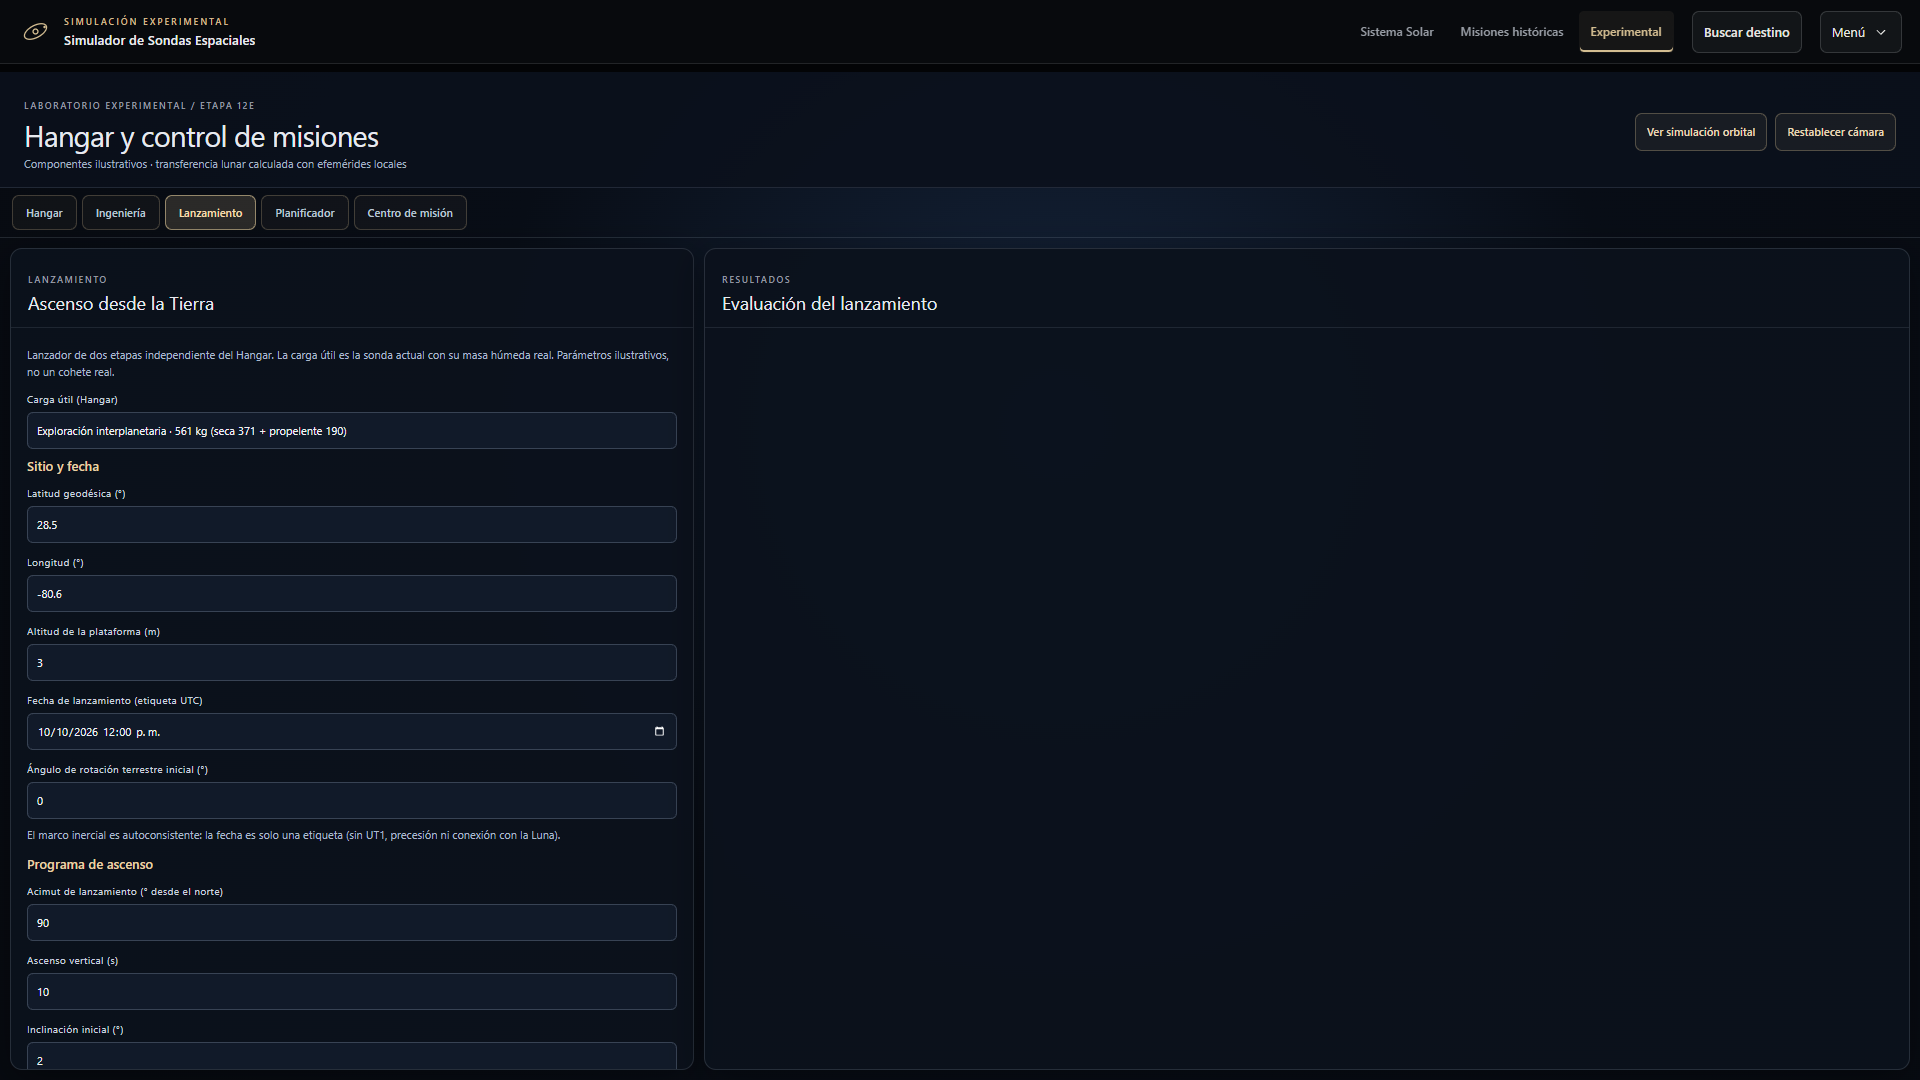 SIMULACIÓN EXPERIMENTAL
Simulador de Sondas Espaciales
Sistema Solar
Misiones históricas
Experimental
Buscar destino
Menú
LABORATORIO EXPERIMENTAL / ETAPA 12E
Hangar y control de misiones
Componentes ilustrativos · transferencia lunar calculada con efemérides locales
Ver simulación orbital
Restablecer cámara
Hangar
Ingeniería
Lanzamiento
Planificador
Centro de misión
LANZAMIENTO
Ascenso desde la Tierra
Lanzador de dos etapas independiente del Hangar. La carga útil es la sonda actual con su masa húmeda real. Parámetros ilustrativos,
no un cohete real.
Carga útil (Hangar)
Exploración interplanetaria · 561 kg (seca 371 + propelente 190)
Sitio y fecha
Latitud geodésica (°)
28.5
Longitud (°)
-80.6
Altitud de la plataforma (m)
3
Fecha de lanzamiento (etiqueta UTC)
10/10/2026 12:00 p. m.
Ángulo de rotación terrestre inicial (°)
0
El marco inercial es autoconsistente: la fecha es solo una etiqueta (sin UT1, precesión ni conexión con la Luna).
Programa de ascenso
Acimut de lanzamiento (° desde el norte)
90
Ascenso vertical (s)
10
Inclinación inicial (°)
2
RESULTADOS
Evaluación del lanzamiento